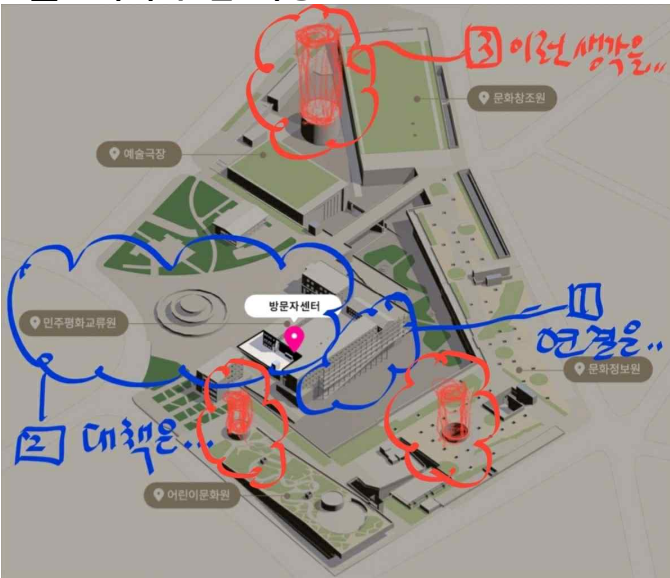 3 이런 생각을..
문화창조원
예술극장
방문자센터
민주평화교류원
1
연결은..
문화정보원
2 대책은...
어린이문화원